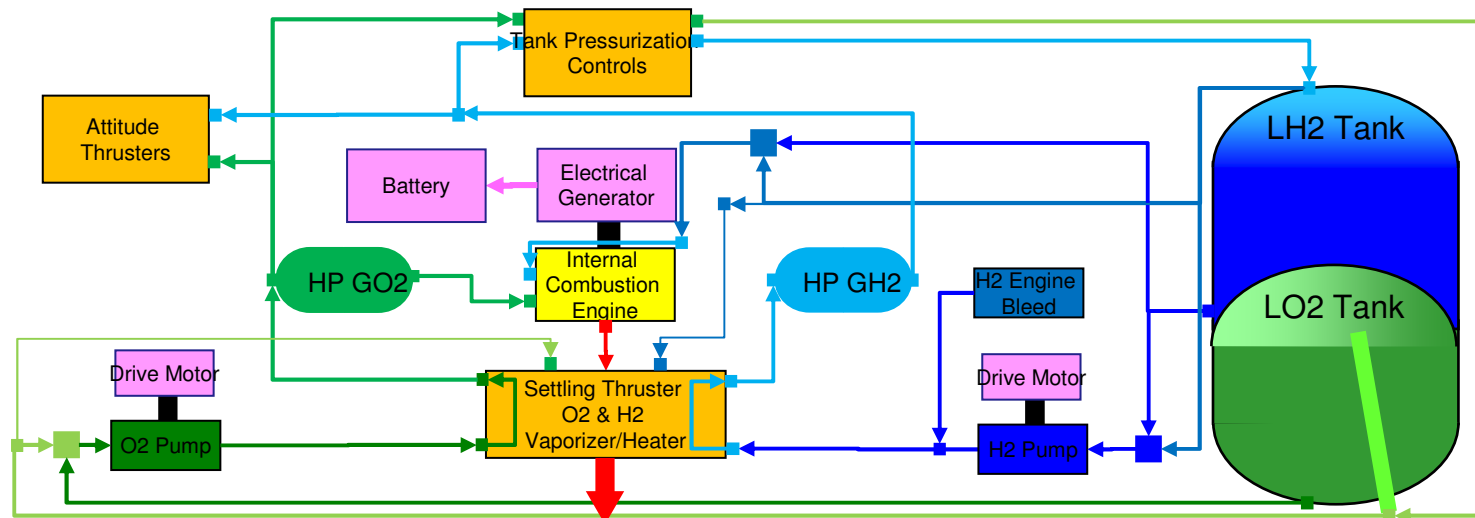 Tank Pressurization
Controls
LH2 Tank
Attitude
Thrusters
Battery
Electrical
Generator
HP GO2
Internal
Combustion
Engine
HP GH2
H2 Engine
Bleed
LO2 Tank
Drive Motor
O2 Pump
Settling Thruster
O2 & H2
Vaporizer/Heater
Drive Motor
H2 Pump